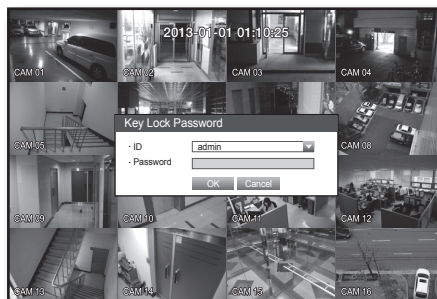 2013-01-01 01:10:25
CAM 01
CAM 02
CAM 03
CAM 04
Key Lock Password
CAM 05
CAM 08
· ID
admin
· Password
OK
Cancel
CAM 09
CAM 10
CAM 11
CAM 12
CAM 13
CAM 14
CAM 15
CAM 16